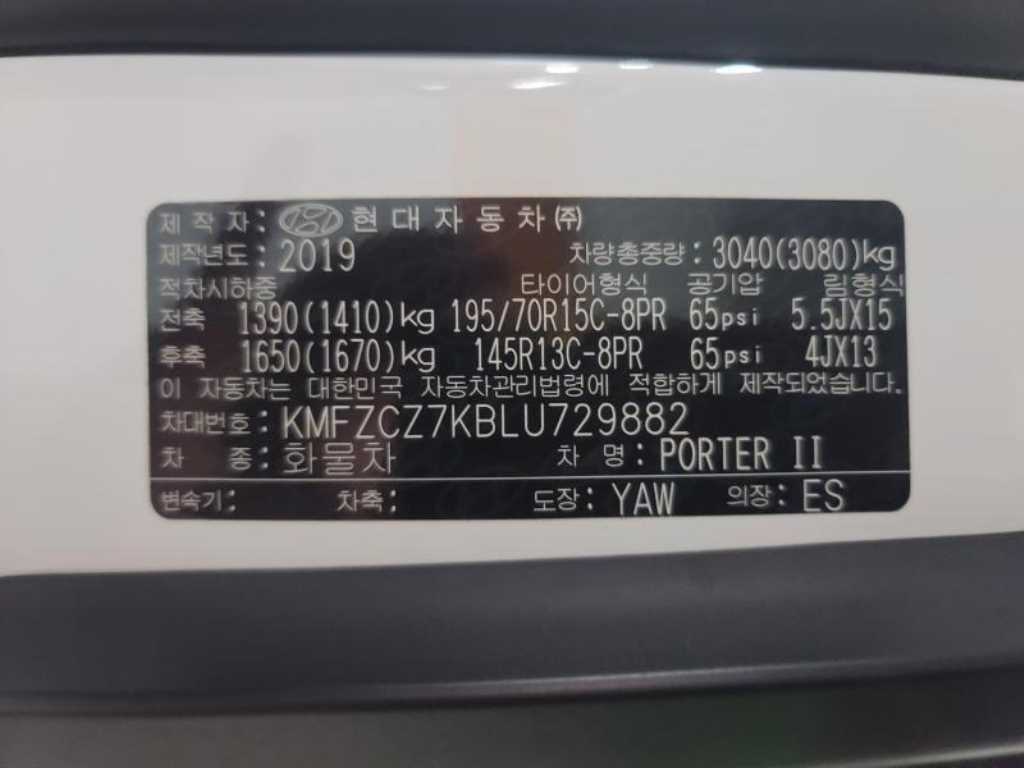 제 작 자 : 현대자동차㈜
제작년도 : 2019 차량총중량 : 3040(3080)kg
적차시하중 타이어형식 공기압 림형식
전축 1390(1410)kg 195/70R15C-8PR 65psi 5.5JX15
후축 1650(1670)kg 145R13C-8PR 65psi 4JX13
이 자동차는 대한민국 자동차관리법령에 적합하게 제작되었습니다.
차대번호 : KMFZCZ7KBLU729882
차 종 : 화물차 차 명 : PORTER II
변속기 : 차축 : 도장 : YAW 의장 : ES